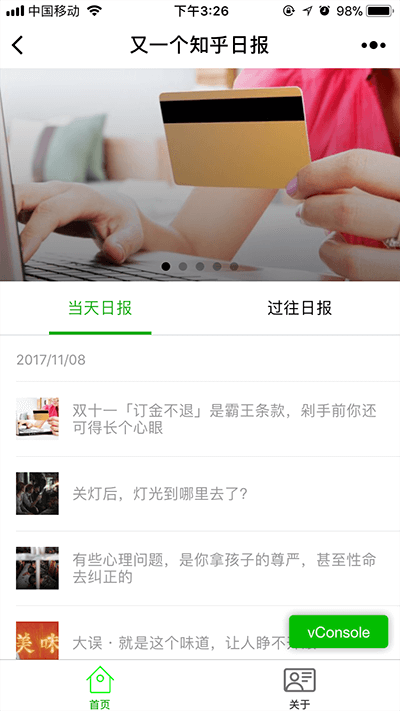 中国移动 下午3:26 98%
又一个知乎日报
当天日报 过往日报
2017/11/08
双十一「订金不退」是霸王条款，剁手前你还
可得长个心眼
关灯后，灯光到哪里去了？
有些心理问题，是你拿孩子的尊严，甚至性命
去纠正的
美味
大误 · 就是这个味道，让人睁不
vConsole
首页 关于